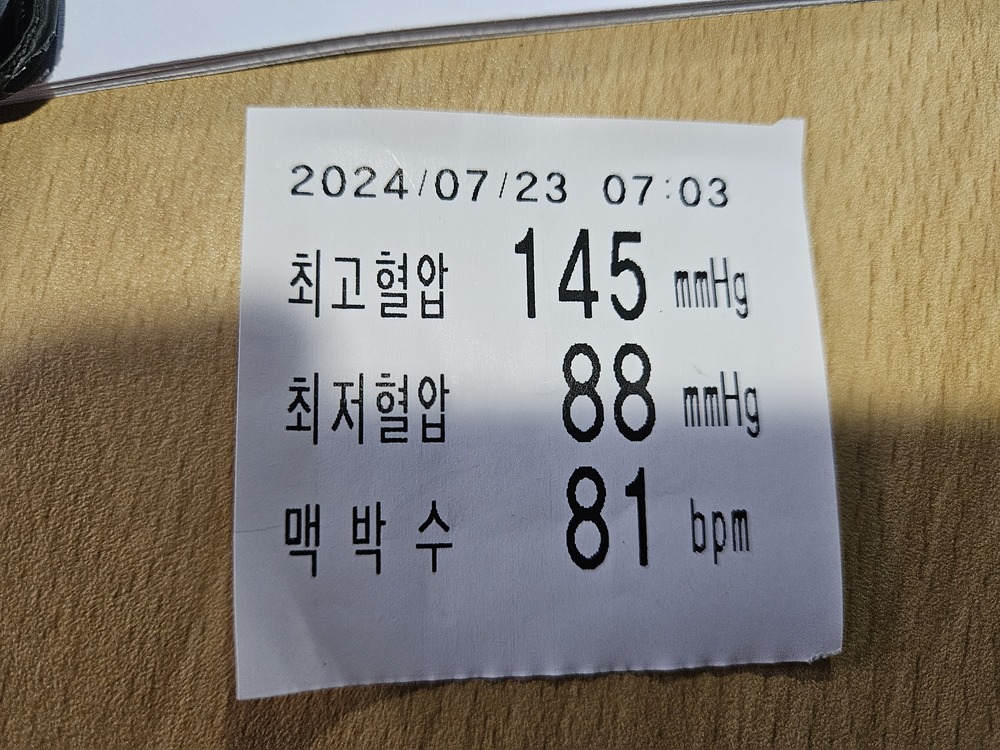 2024/07/23 07:03
최고혈압 145 mmHg
최저혈압 88 mmHg
맥 박 수 81 bpm